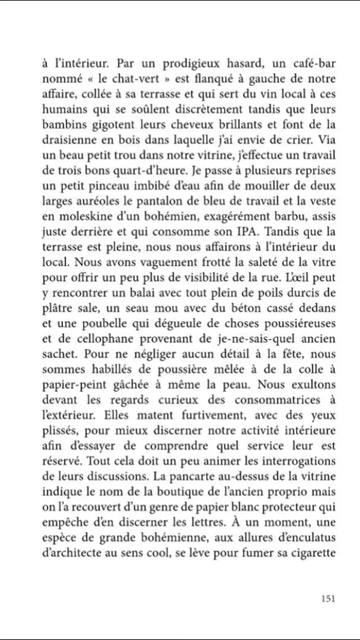 à l'intérieur. Par un prodigieux hasard, un café-bar
nommé « le chat-vert » est flanqué à gauche de notre
affaire, collée à sa terrasse et qui sert du vin local à ces
humains qui se soûlent discrètement tandis que leurs
bambins gigotent leurs cheveux brillants et font de la
draisienne en bois dans laquelle j'ai envie de crier. Via
un beau petit trou dans notre vitrine, j'effectue un travail
de trois bons quart-d'heure. Je passe à plusieurs reprises
un petit pinceau imbibé d'eau afin de mouiller de deux
larges auréoles le pantalon de bleu de travail et la veste
en moleskine d'un bohémien, exagérément barbu, assis
juste derrière et qui consomme son IPA. Tandis que la
terrasse est pleine, nous nous affairons à l'intérieur du
local. Nous avons vaguement frotté la saleté de la vitre
pour offrir un peu plus de visibilité de la rue. L'œil peut
y rencontrer un balai avec tout plein de poils durcis de
plâtre sale, un seau mou avec du béton cassé dedans
et une poubelle qui dégueule de choses poussiéreuses
et de cellophane provenant de je-ne-sais-quel ancien
sachet. Pour ne négliger aucun détail à la fête, nous
sommes habillés de poussière mêlée à de la colle à
papier-peint gâchée à même la peau. Nous exultons
devant les regards curieux des consommatrices à
l'extérieur. Elles matent furtivement, avec des yeux
plissés, pour mieux discerner notre activité intérieure
afin d'essayer de comprendre quel service leur est
réservé. Tout cela doit un peu animer les interrogations
de leurs discussions. La pancarte au-dessus de la vitrine
indique le nom de la boutique de l'ancien proprio mais
on l'a recouvert d'un genre de papier blanc protecteur qui
empêche d'en discerner les lettres. À un moment, une
espèce de grande bohémienne, aux allures d'enculatus
d'architecte au sens cool, se lève pour fumer sa cigarette
151